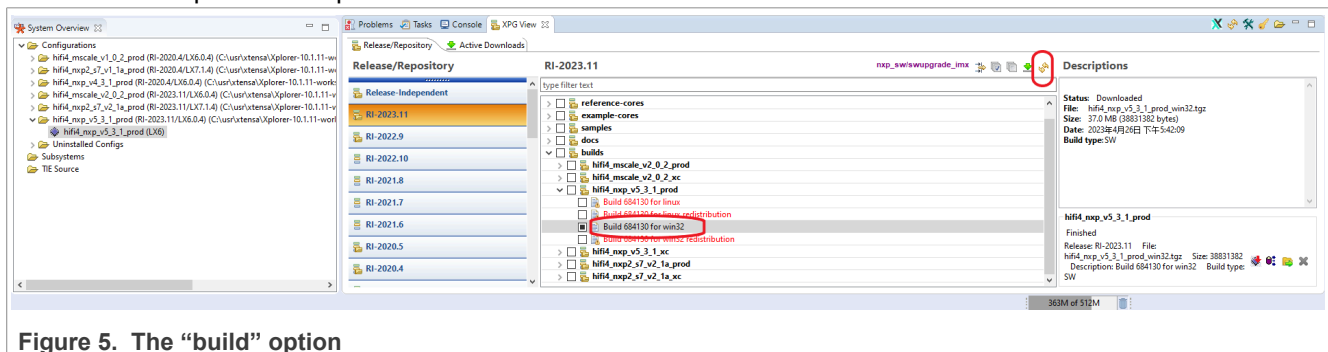 System Overview
Configurations
hifi4_mscale_v1_0_2_prod (RI-2020.4/LX6.0.4) (C:\usr\xtensa\Xplorer-10.1.11-w
hifi4_nxp2_s7_v1_1a_prod (RI-2020.4/LX7.1.4) (C:\usr\xtensa\Xplorer-10.1.11-w
hifi4_nxp_v4_3_1_prod (RI-2020.4/LX6.0.4) (C:\usr\xtensa\Xplorer-10.1.11-work
hifi4_mscale_v2_0_2_prod (RI-2023.11/LX6.0.4) (C:\usr\xtensa\Xplorer-10.1.11-
hifi4_nxp2_s7_v2_1a_prod (RI-2023.11/LX7.1.4) (C:\usr\xtensa\Xplorer-10.1.11-
hifi4_nxp_v5_3_1_prod (RI-2023.11/LX6.0.4) (C:\usr\xtensa\Xplorer-10.1.11-worl
hifi4_nxp_v5_3_1_prod (LX6)
Uninstalled Configs
Subsystems
TIE Source
Problems Tasks Console XPG View
Release/Repository Active Downloads
Release/Repository
Release-Independent
RI-2023.11
RI-2022.9
RI-2022.10
RI-2021.8
RI-2021.7
RI-2021.6
RI-2020.5
RI-2020.4
RI-2023.11 nxp_sw/swupgrade_imx
type filter text
reference-cores
example-cores
samples
docs
builds
hifi4_mscale_v2_0_2_prod
hifi4_mscale_v2_0_2_xc
hifi4_nxp_v5_3_1_prod
Build 684130 for linux
Build 684130 for linux redistribution
Build 684130 for win32
Build 684130 for win32 redistribution
hifi4_nxp_v5_3_1_xc
hifi4_nxp2_s7_v2_1a_prod
hifi4_nxp2_s7_v2_1a_xc
Descriptions
Status: Downloaded
File: hifi4_nxp_v5_3_1_prod_win32.tgz
Size: 37.0 MB (38831382 bytes)
Date: 2023年4月26日 下午5:42:09
Build type: SW
hifi4_nxp_v5_3_1_prod
Finished
Release: RI-2023.11 File:
hifi4_nxp_v5_3_1_prod_win32.tgz Size: 38831382
Description: Build 684130 for win32 Build type:
SW
363M of 512M
Figure 5. The “build” option